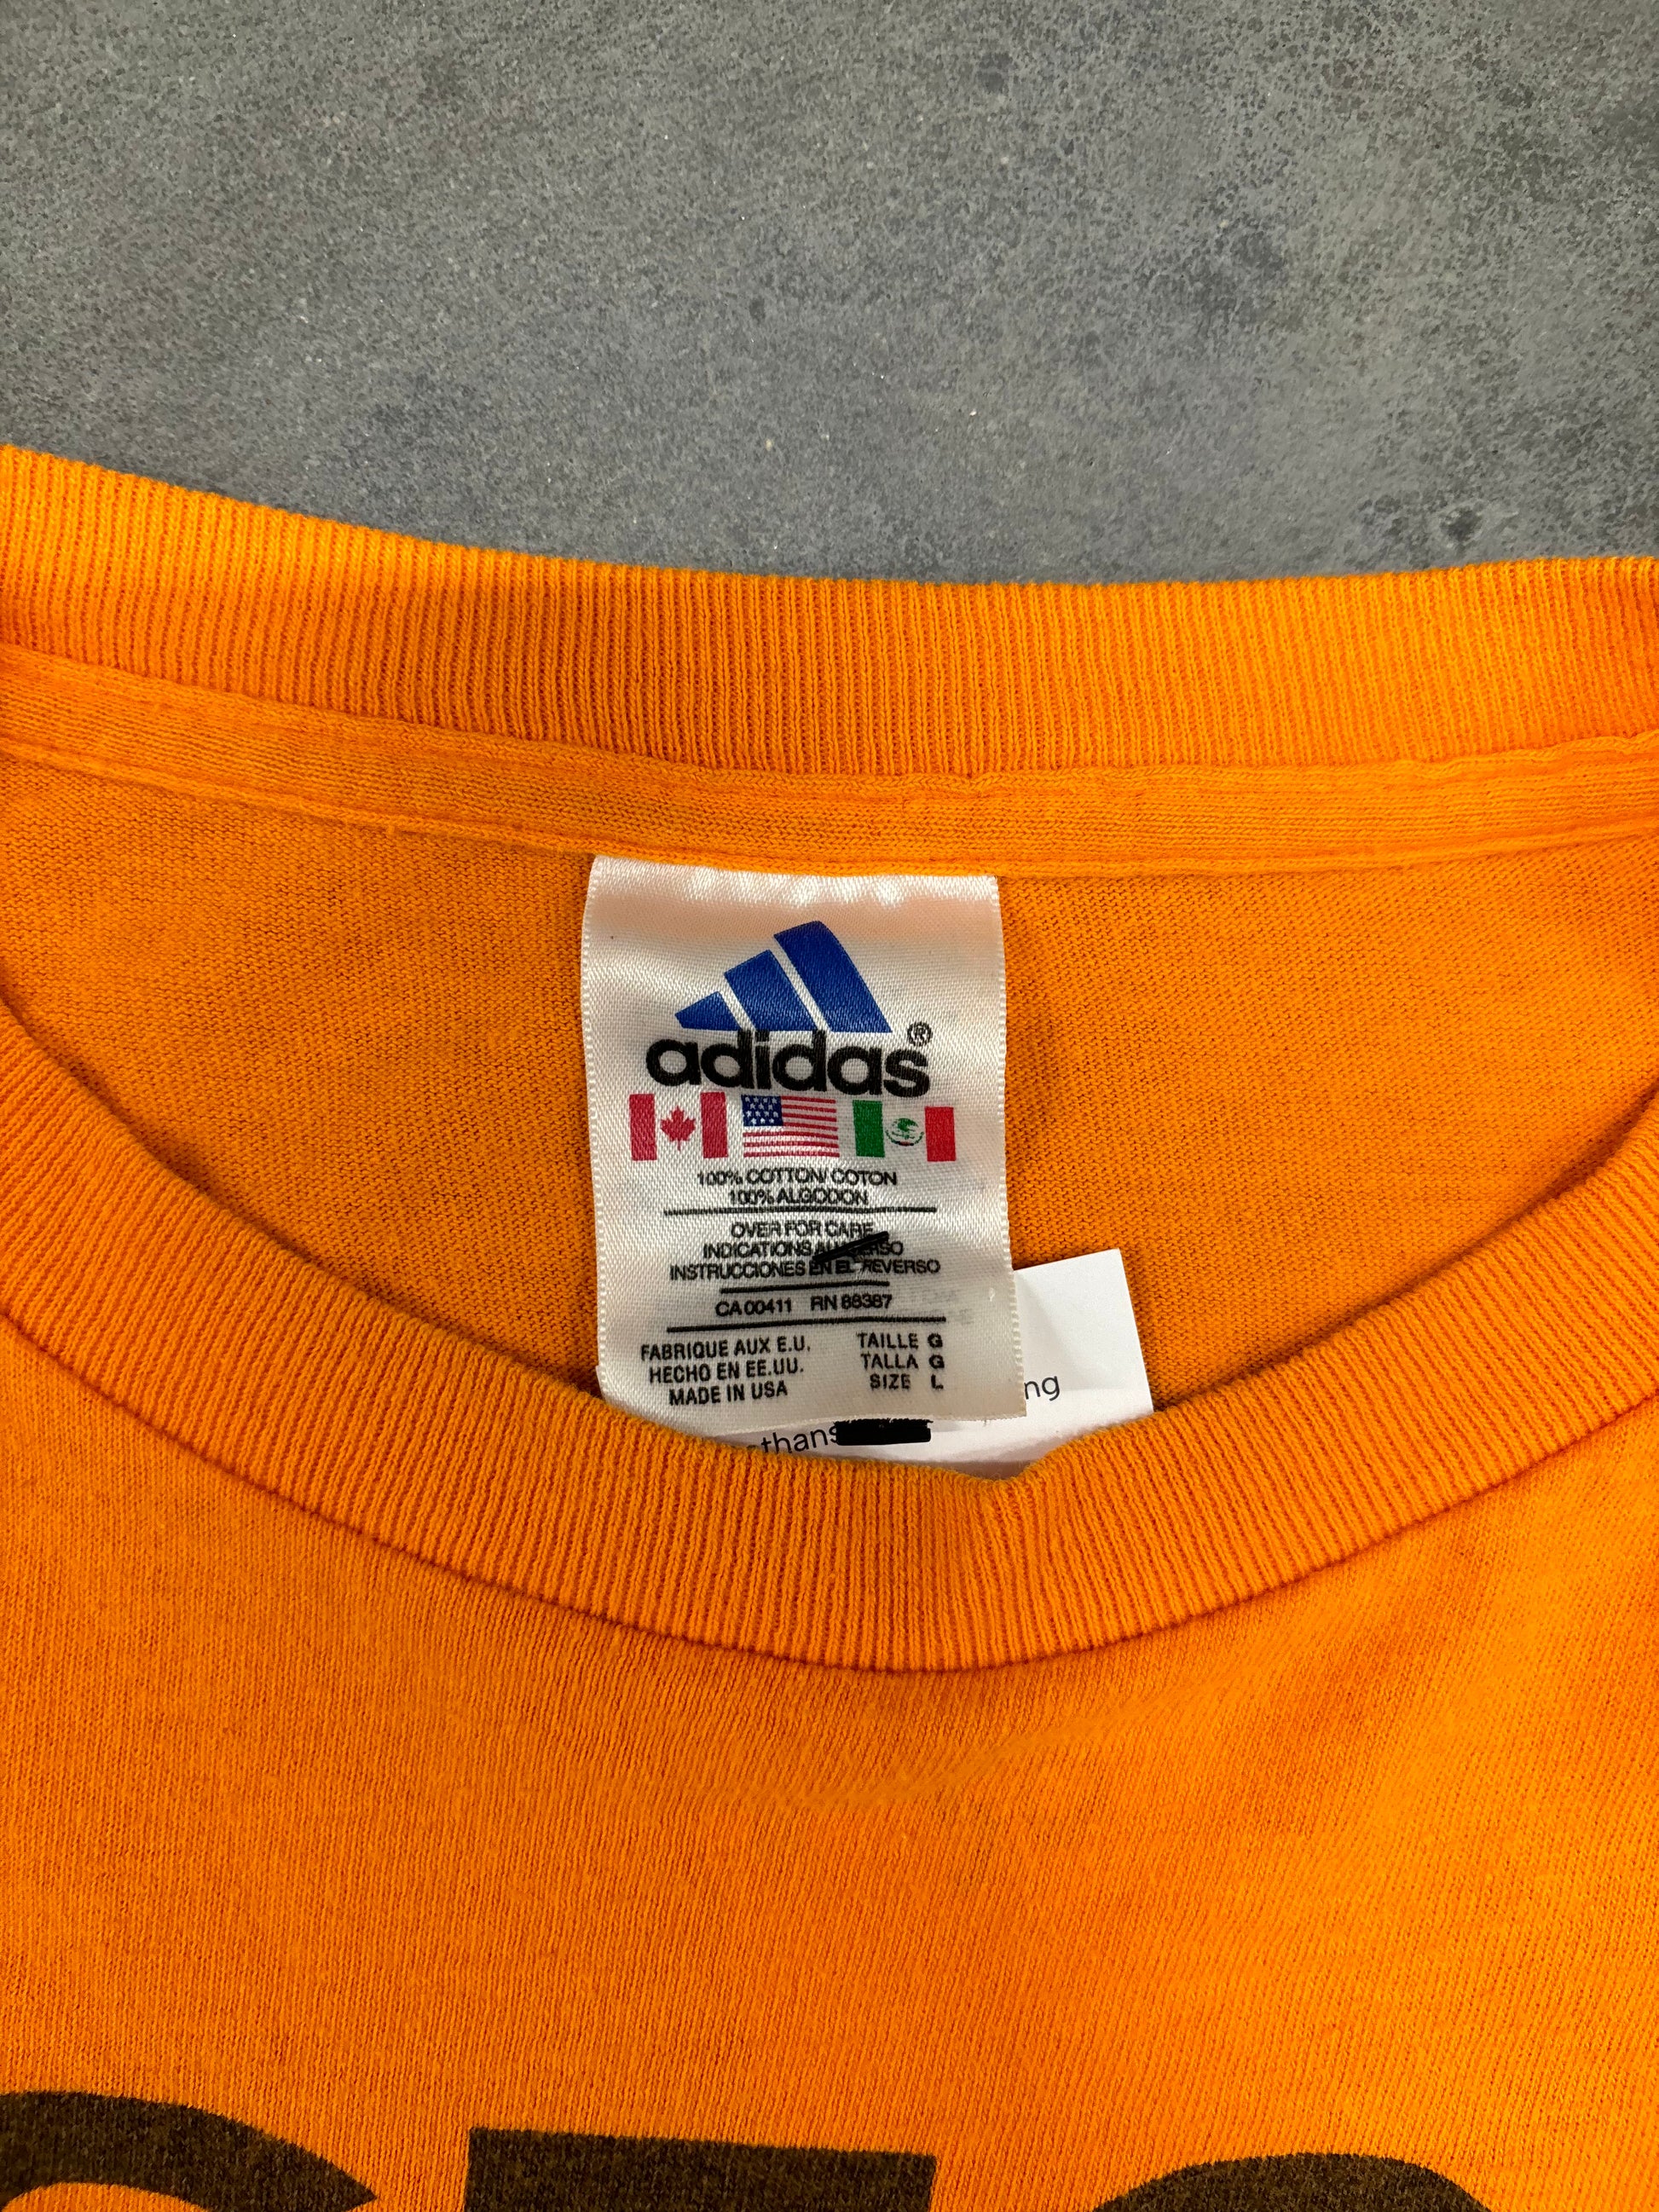 adidas®
100% COTTON/COTON
100% ALGODON
OVER FOR CARE
INDICATIONS AU VERSO
INSTRUCCIONES EN EL REVERSO
CA 00411 RN 88387
FABRIQUE AUX E.U. TAILLE G
HECHO EN EE.UU. TALLA G
MADE IN USA SIZE L